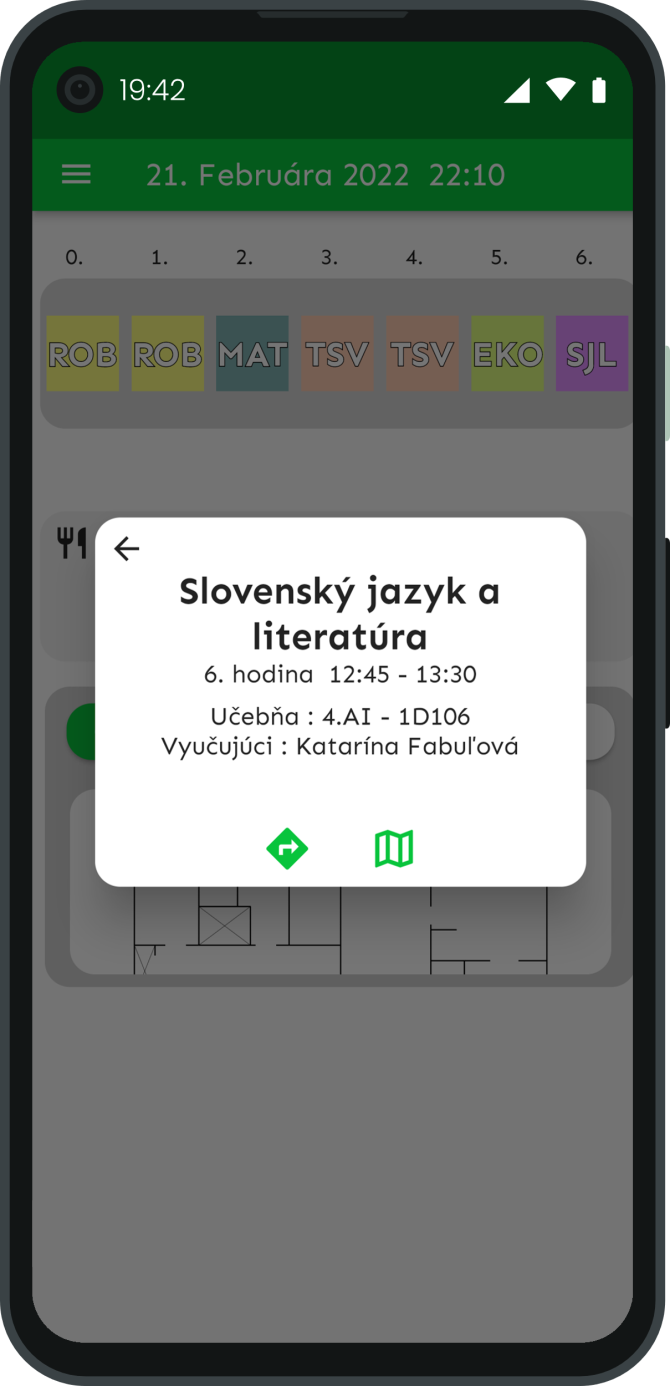 19:42
21. Februára 2022 22:10
0. 1. 2. 3. 4. 5. 6.
ROB ROB MAT TSV TSV EKO SJL
Slovenský jazyk a
literatúra
6. hodina 12:45 - 13:30
Učebňa : 4.AI - 1D106
Vyučujúci : Katarína Fabuľová